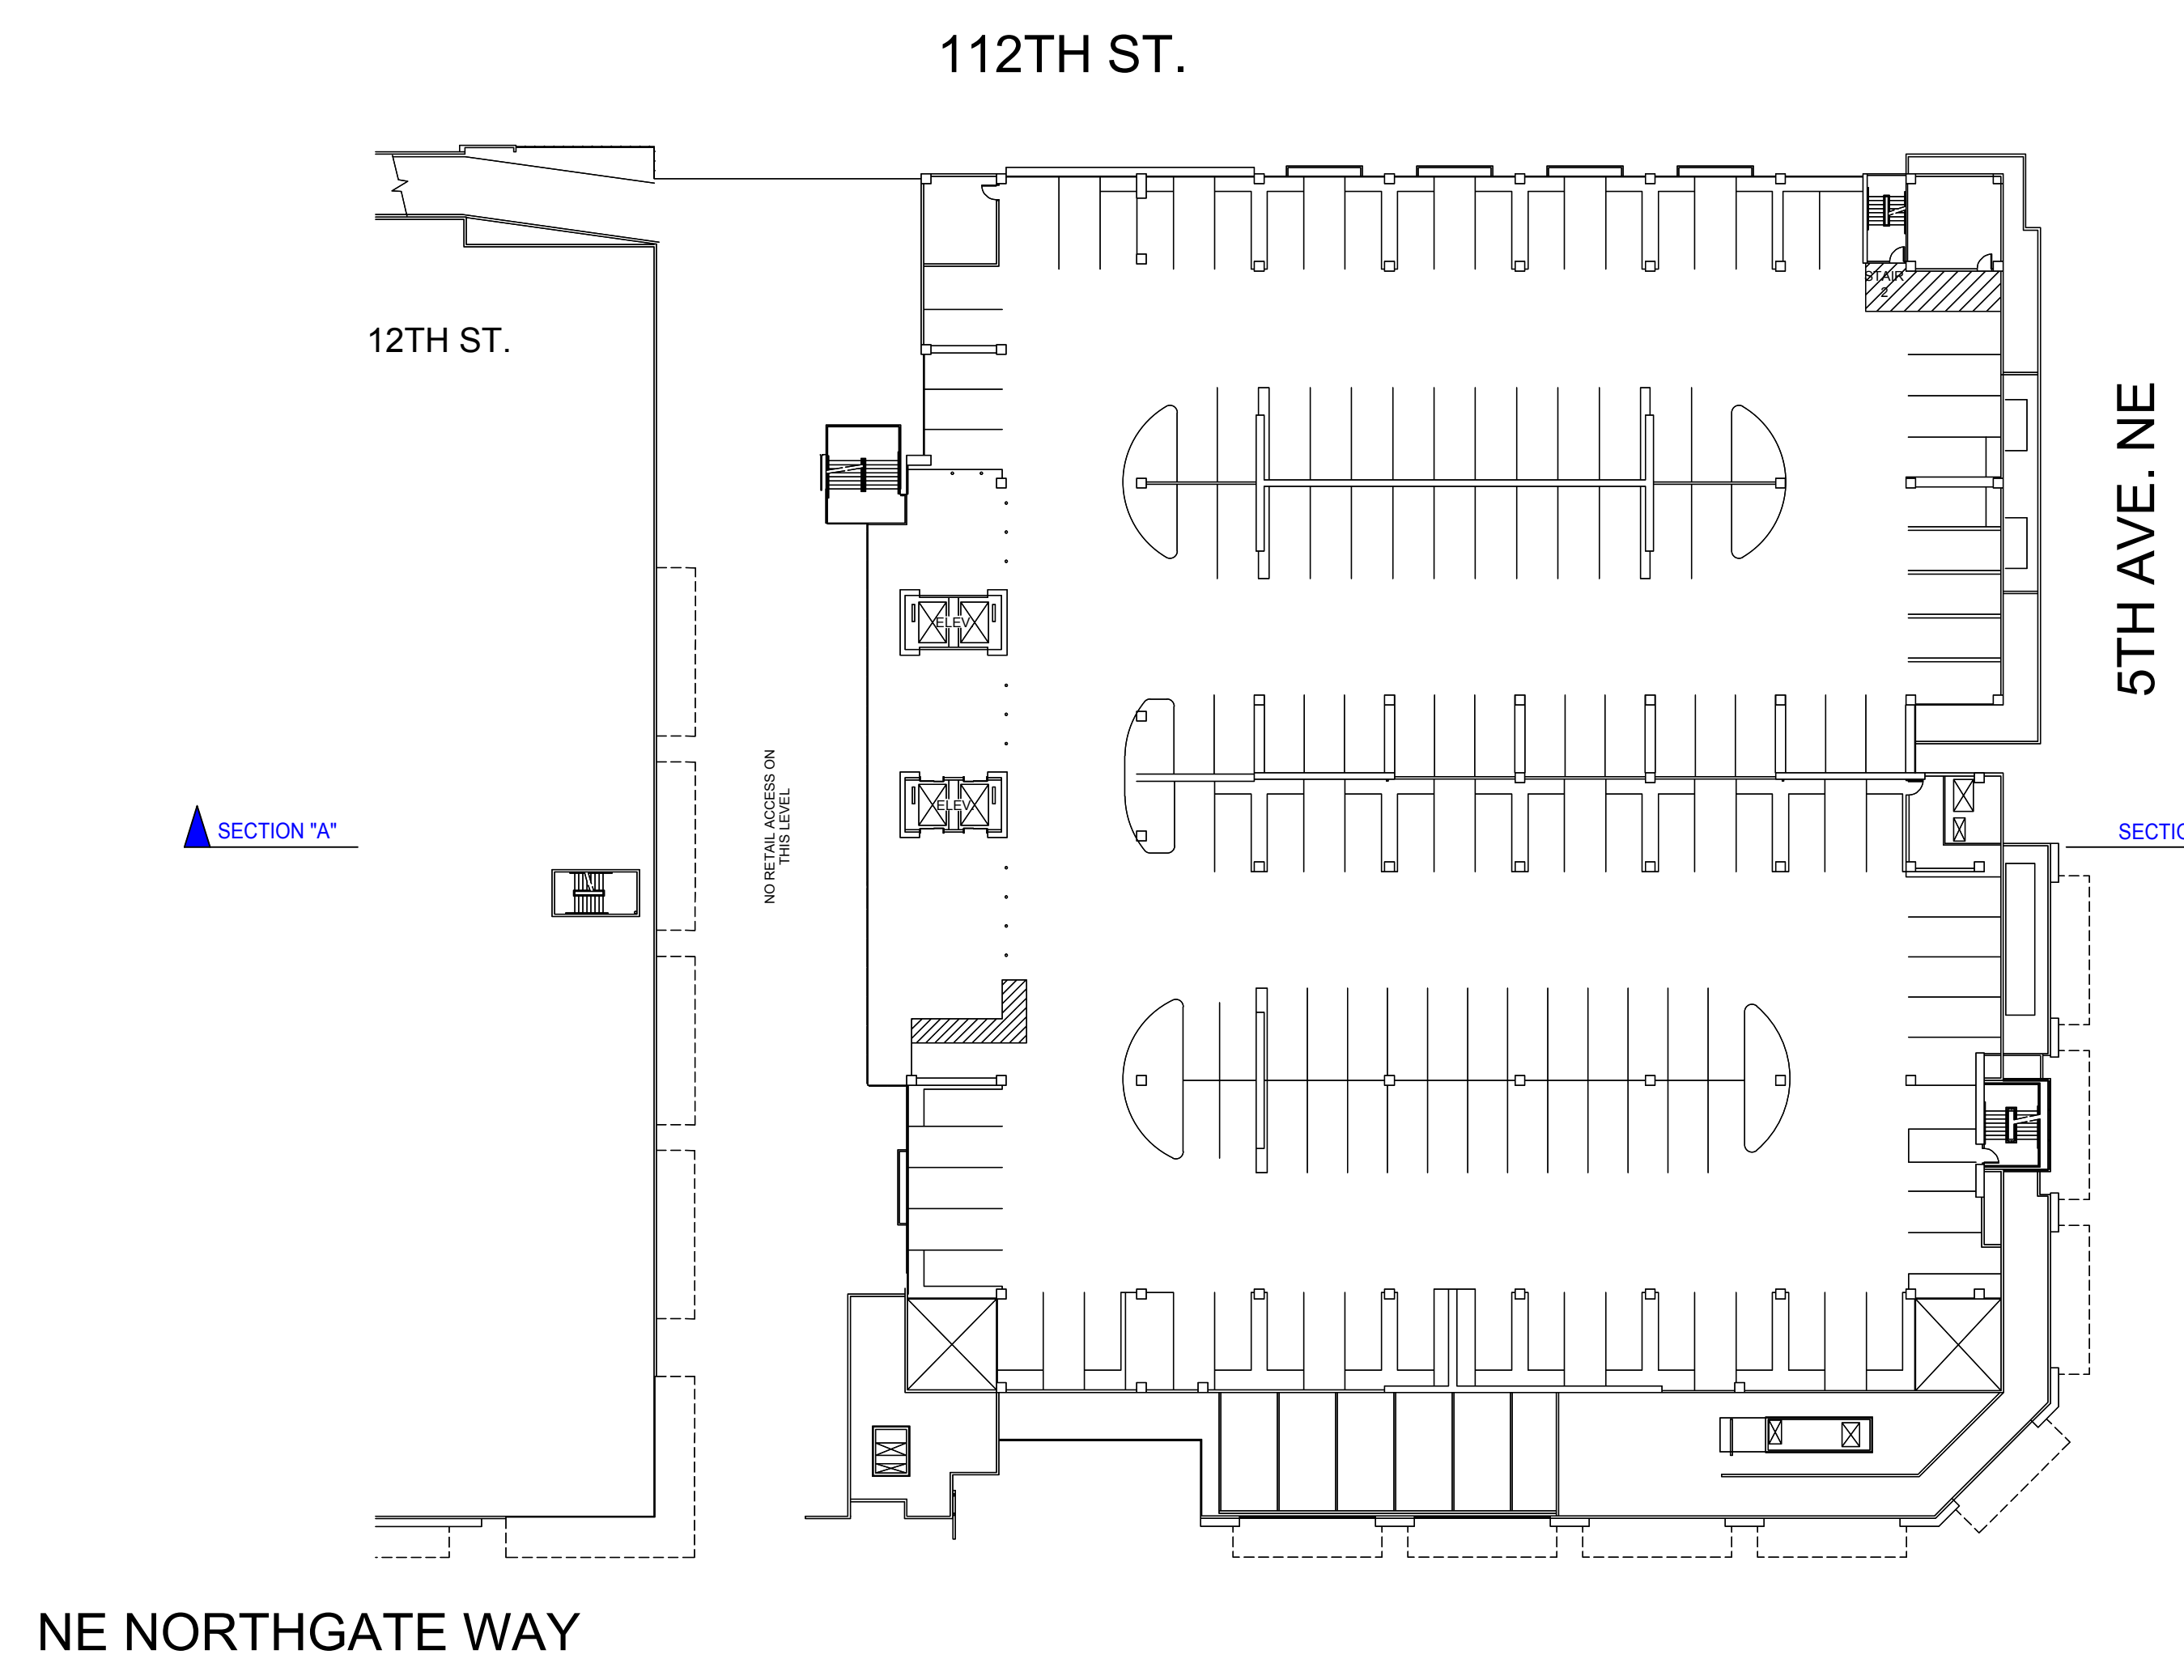 112TH ST.
STAIR
2
12TH ST.
5TH AVE. NE
ELEV
NO RETAIL ACCESS ON
THIS LEVEL
ELEV.
SECTION "A"
SECTIO
NE NORTHGATE WAY